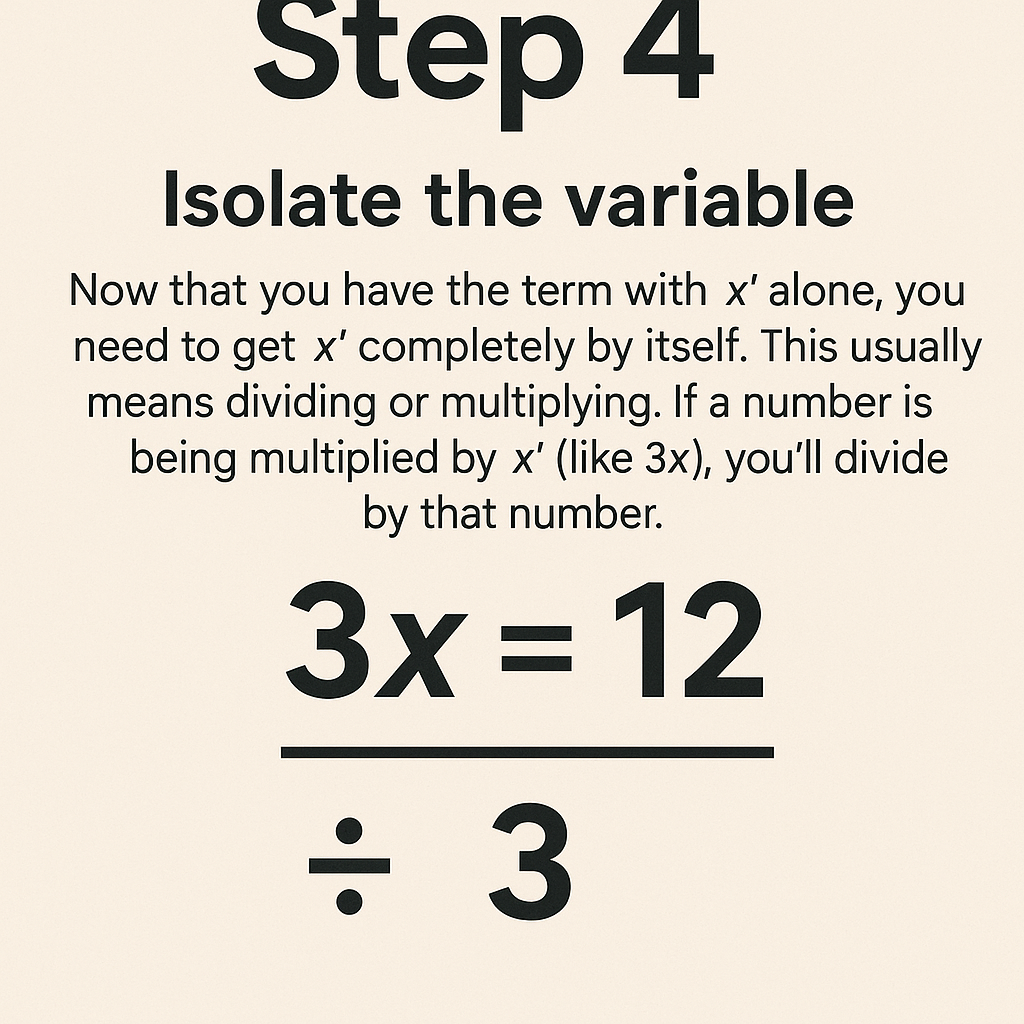 Step 4
Isolate the variable
Now that you have the term with x′ alone, you
need to get x′ completely by itself. This usually
means dividing or multiplying. If a number is
being multiplied by x′ (like 3x), you’ll divide
by that number.
3x = 12
÷ 3